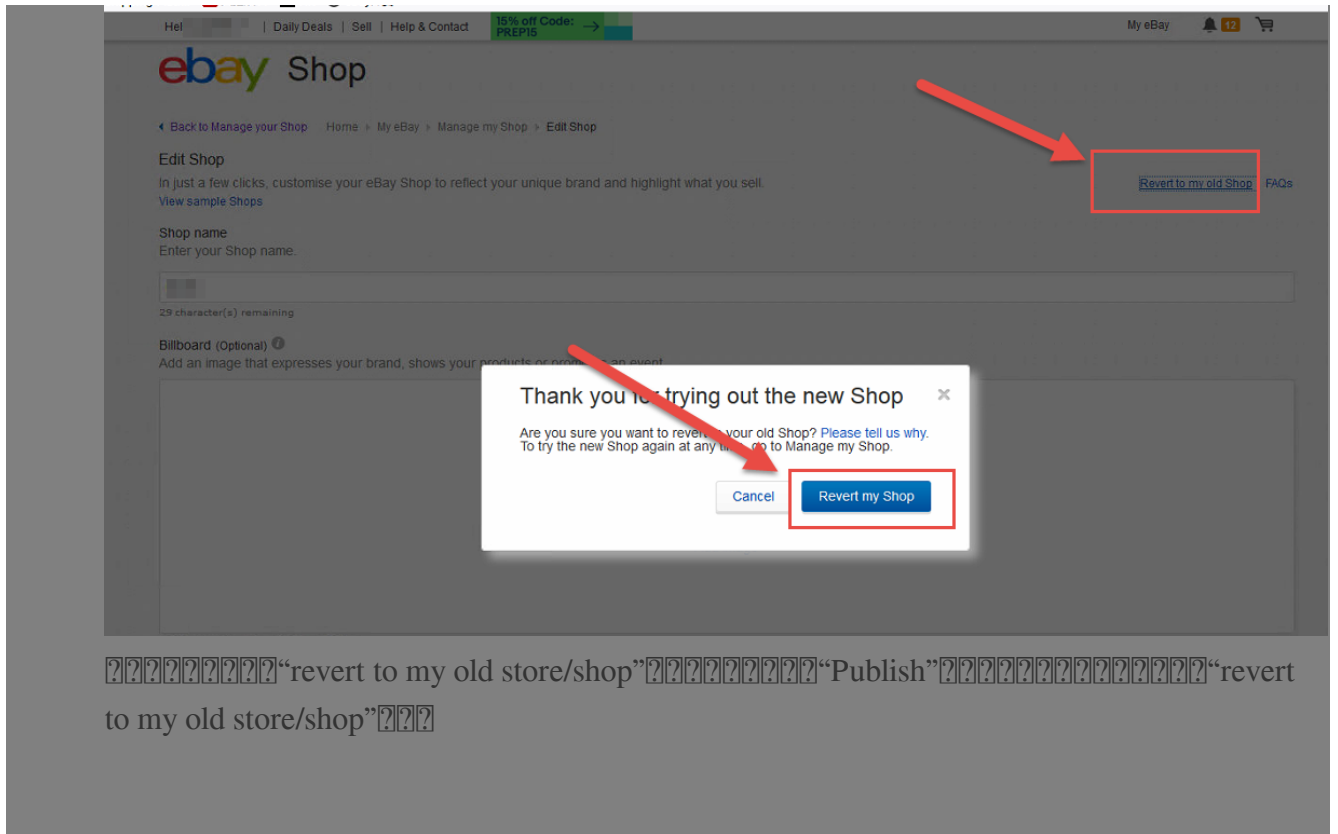 Hel | Daily Deals | Sell | Help & Contact 15% off Code: PREP15 → My eBay 12
ebay Shop
Back to Manage your Shop Home > My eBay > Manage my Shop > Edit Shop
Edit Shop
In just a few clicks, customise your eBay Shop to reflect your unique brand and highlight what you sell. Revert to my old Shop FAQs
View sample Shops
Shop name
Enter your Shop name.
29 character(s) remaining
Billboard (Optional)
Add an image that expresses your brand, shows your products or an event
Thank you for trying out the new Shop ×
Are you sure you want to revert your old Shop? Please tell us why.
To try the new Shop again at any go to Manage my Shop.
Cancel Revert my Shop
“revert to my old store/shop” “Publish” “revert
to my old store/shop”